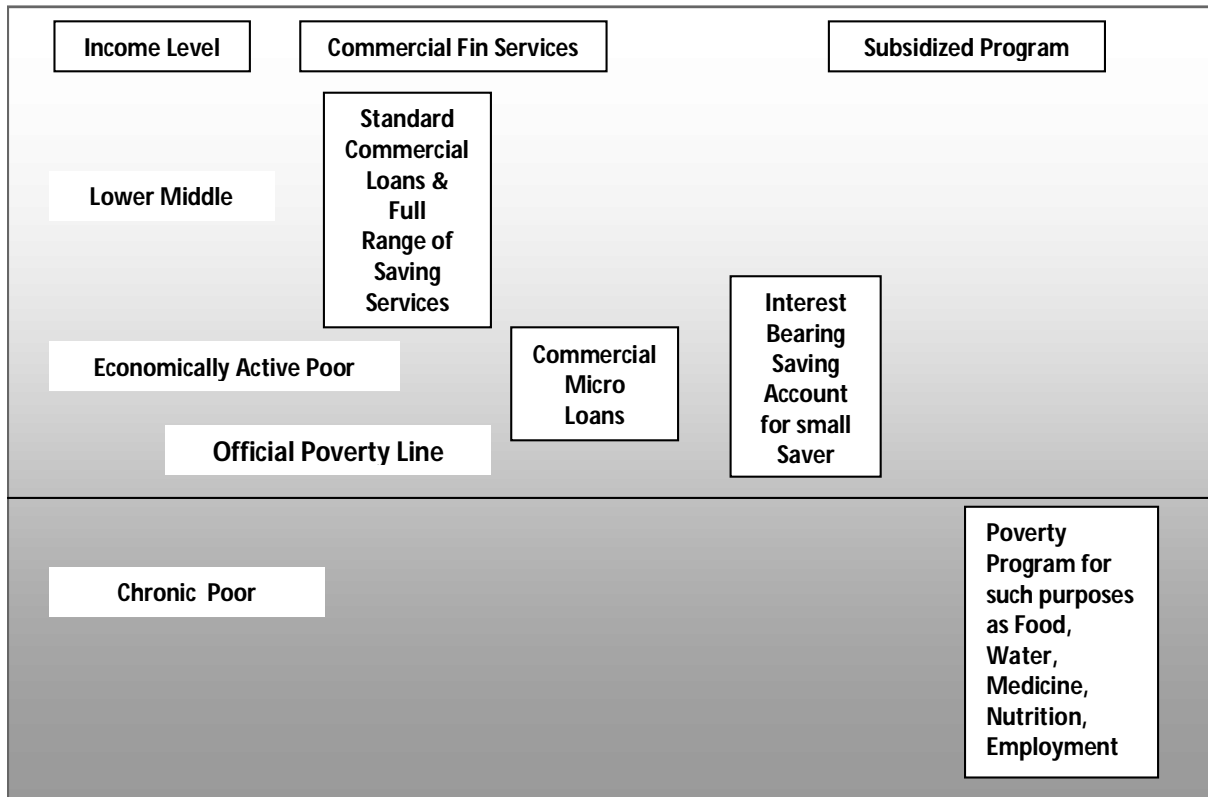 Income Level
Commercial Fin Services
Subsidized Program
Standard
Commercial
Loans &
Full
Range of
Saving
Services
Lower Middle
Interest
Bearing
Saving
Account
for small
Saver
Economically Active Poor
Commercial
Micro
Loans
Official Poverty Line
Poverty
Program for
such purposes
as Food,
Water,
Medicine,
Nutrition,
Employment
Chronic Poor